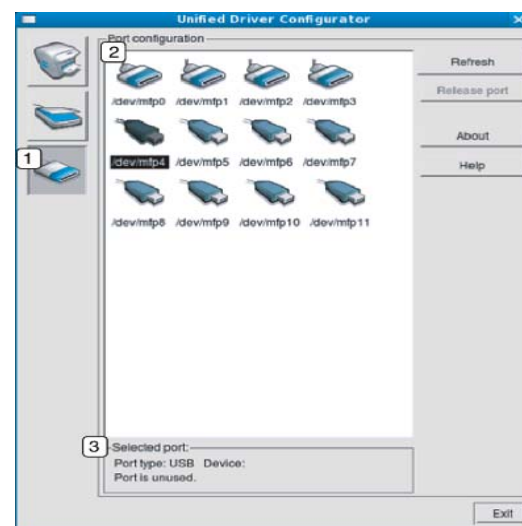 Unified Driver Configurator
Port configuration
2
/dev/mfp0 /dev/mfp1 /dev/mfp2 /dev/mfp3
/dev/mfp4 /dev/mfp5 /dev/mfp6 /dev/mfp7
/dev/mfp8 /dev/mfp9 /dev/mfp10 /dev/mfp11
1
Refresh
Release port
About
Help
3
Selected port:
Port type: USB Device:
Port is unused.
Exit